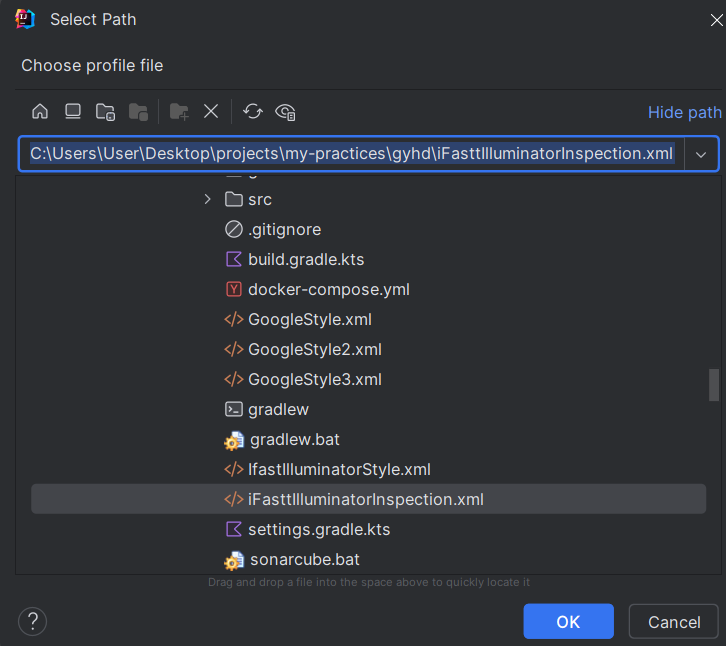 Select Path
Choose profile file
Hide path
C:\Users\User\Desktop\projects\my-practices\gyhd\iFasttIlluminatorInspection.xml
src
.gitignore
build.gradle.kts
docker-compose.yml
GoogleStyle.xml
GoogleStyle2.xml
GoogleStyle3.xml
gradlew
gradlew.bat
IfastIlluminatorStyle.xml
iFasttIlluminatorInspection.xml
settings.gradle.kts
sonarcube.bat
Drag and drop a file into the space above to quickly locate it
? OK Cancel